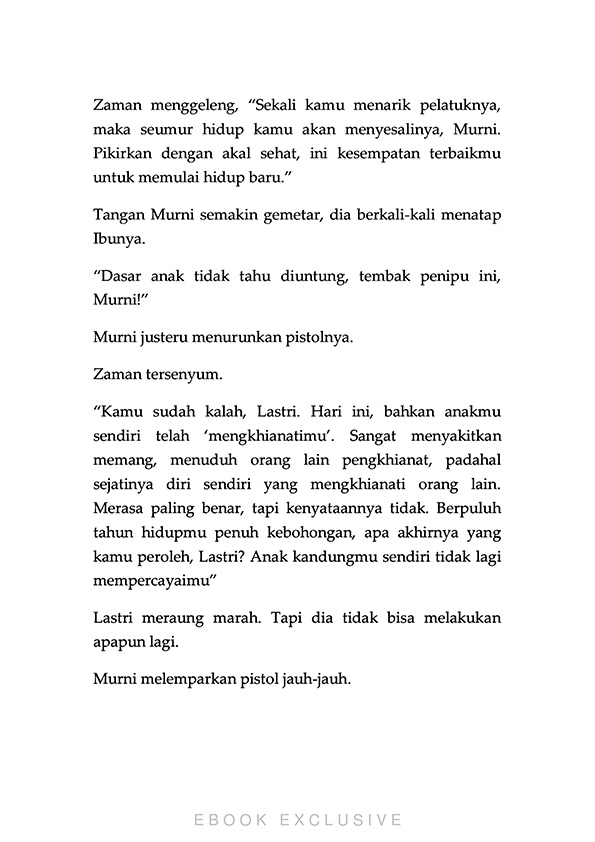 Zaman menggeleng, “Sekali kamu menarik pelatuknya,
maka seumur hidup kamu akan menyesalinya, Murni.
Pikirkan dengan akal sehat, ini kesempatan terbaikmu
untuk memulai hidup baru.”
Tangan Murni semakin gemetar, dia berkali-kali menatap
Ibunya.
“Dasar anak tidak tahu diuntung, tembak penipu ini,
Murni!”
Murni justeru menurunkan pistolnya.
Zaman tersenyum.
“Kamu sudah kalah, Lastri. Hari ini, bahkan anakmu
sendiri telah ‘mengkhianatimu’. Sangat menyakitkan
memang, menuduh orang lain pengkhianat, padahal
sejatinya diri sendiri yang mengkhianati orang lain.
Merasa paling benar, tapi kenyataannya tidak. Berpuluh
tahun hidupmu penuh kebohongan, apa akhirnya yang
kamu peroleh, Lastri? Anak kandungmu sendiri tidak lagi
mempercayaimu”
Lastri meraung marah. Tapi dia tidak bisa melakukan
apapun lagi.
Murni melemparkan pistol jauh-jauh.
EBOOK EXCLUSIVE